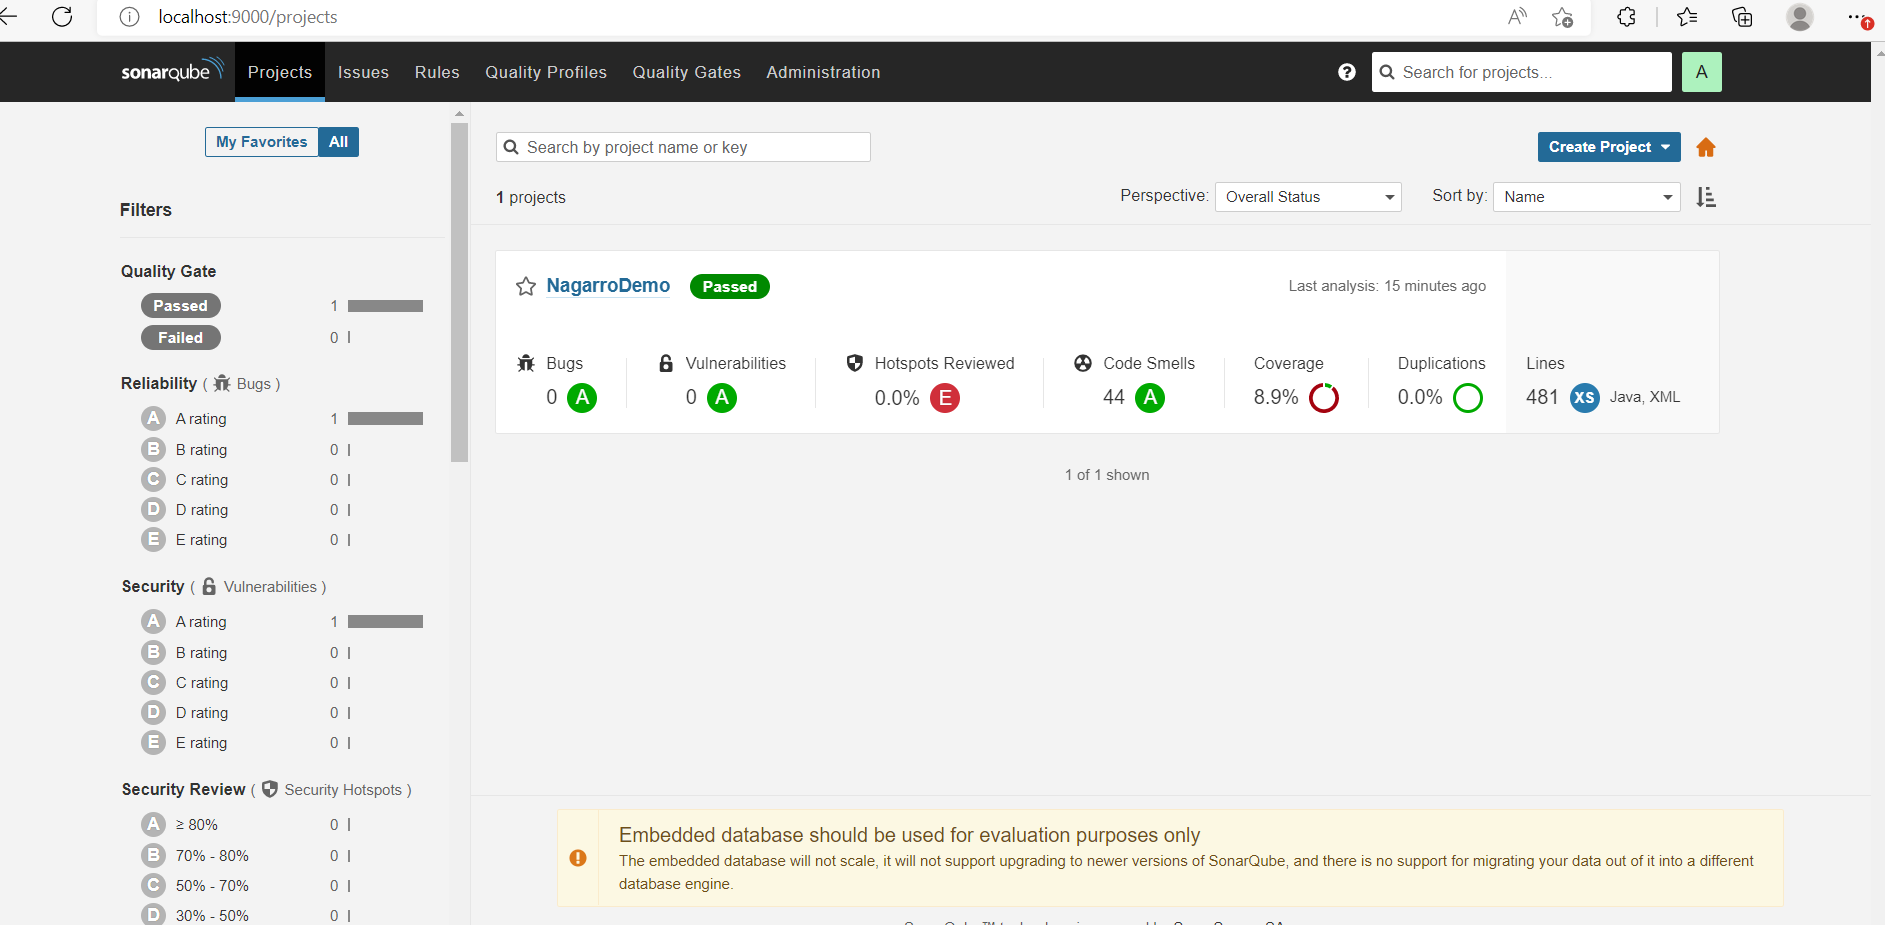 localhost:9000/projects
sonarqube Projects Issues Rules Quality Profiles Quality Gates Administration ? Search for projects... A
My Favorites All
Search by project name or key
Create Project
1 projects
Perspective: Overall Status
Sort by: Name
Filters
Quality Gate
Passed 1
Failed 0
Reliability ( Bugs )
A A rating 1
B B rating 0
C C rating 0
D D rating 0
E E rating 0
Security ( Vulnerabilities )
A A rating 1
B B rating 0
C C rating 0
D D rating 0
E E rating 0
Security Review ( Security Hotspots )
A ≥ 80% 0
B 70% - 80% 0
C 50% - 70% 0
D 30% - 50% 0
NagarroDemo Passed
Last analysis: 15 minutes ago
Bugs
0 A
Vulnerabilities
0 A
Hotspots Reviewed
0.0% E
Code Smells
44 A
Coverage
8.9%
Duplications
0.0%
Lines
481 XS Java, XML
1 of 1 shown
Embedded database should be used for evaluation purposes only
The embedded database will not scale, it will not support upgrading to newer versions of SonarQube, and there is no support for migrating your data out of it into a different
database engine.